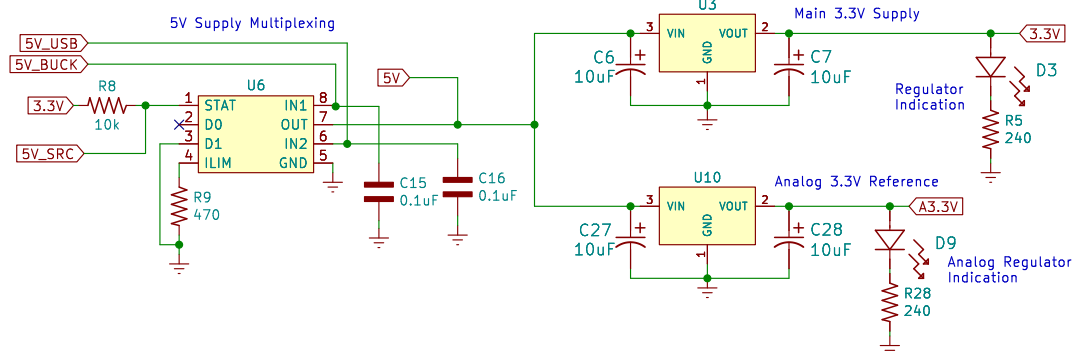 5V Supply Multiplexing
5V_USB
5V_BUCK
3.3V
R8
10k
5V_SRC
U6
1
2
3
4
STAT
D0
D1
ILIM
IN1
OUT
IN2
GND
8
7
6
5
R9
470
C15
0.1uF
C16
0.1uF
5V
U3
Main 3.3V Supply
3
VIN
VOUT
2
GND
1
C6
10uF
C7
10uF
3.3V
D3
Regulator
Indication
R5
240
Analog 3.3V Reference
U10
3
VIN
VOUT
2
GND
1
C27
10uF
C28
10uF
A3.3V
D9
Analog Regulator
Indication
R28
240